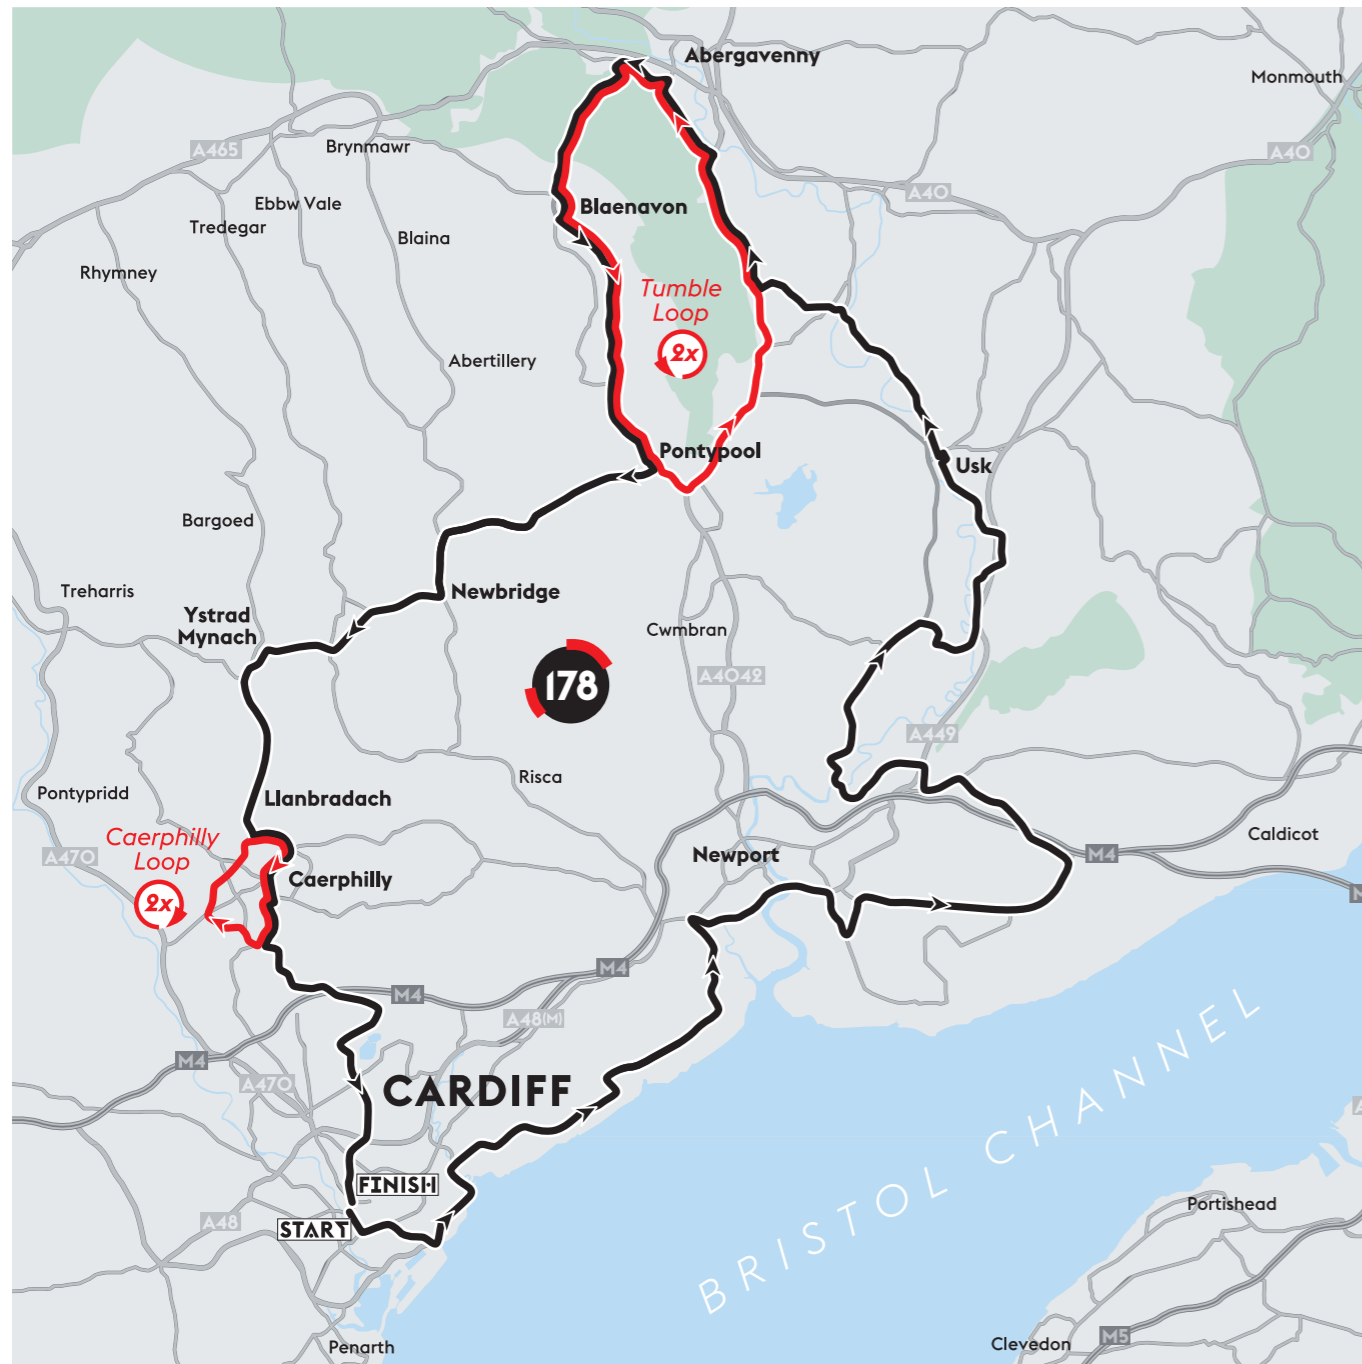 Abergavenny
Monmouth
A465
Brynmawr
A40
A40
Ebbw Vale
Tredegar
Blaenavon
Blaina
Rhymney
Tumble
Loop
2x
Abertillery
Pontypool
Usk
Bargoed
Treharris
Newbridge
Ystrad
Mynach
Cwmbran
A4042
178
A449
Risca
Pontypridd
Llanbradach
Caerphilly
Loop
2x
A470
Caldicot
M4
Newport
Caerphilly
M4
M4
A48(M)
M4
A470
CARDIFF
BRISTOL CHANNEL
FINISH
START
A48
Portishead
Penarth
Clevedon
M5